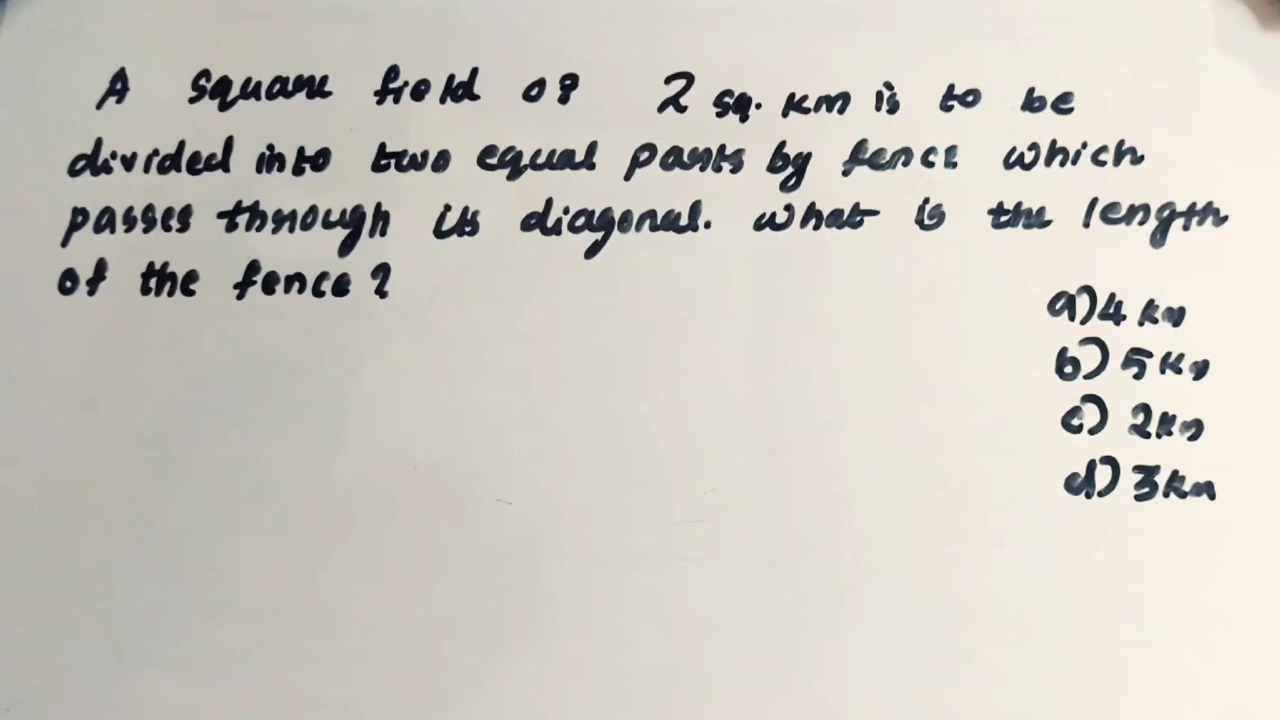 A square field of 2 sq. km is to be
divided into two equal parts by fence which
passes through its diagonal. What is the length
of the fence?
a) 4 km
b) 5 km
c) 2 km
d) 3 km